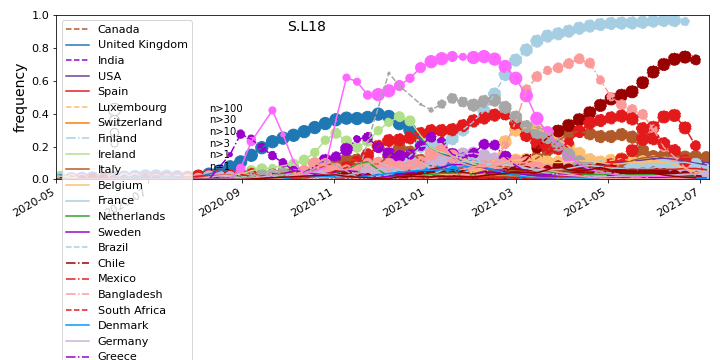 S.L18
frequency
1.0
0.8
0.6
0.4
0.2
0.0
Canada
United Kingdom
India
USA
Spain
Luxembourg
Switzerland
Finland
Ireland
Italy
Belgium
France
Netherlands
Sweden
Brazil
Chile
Mexico
Bangladesh
South Africa
Denmark
Germany
Greece
n>100
n>30
n>10
n>3
n>1
2020-05
2020-09
2020-11
2021-01
2021-03
2021-05
2021-07